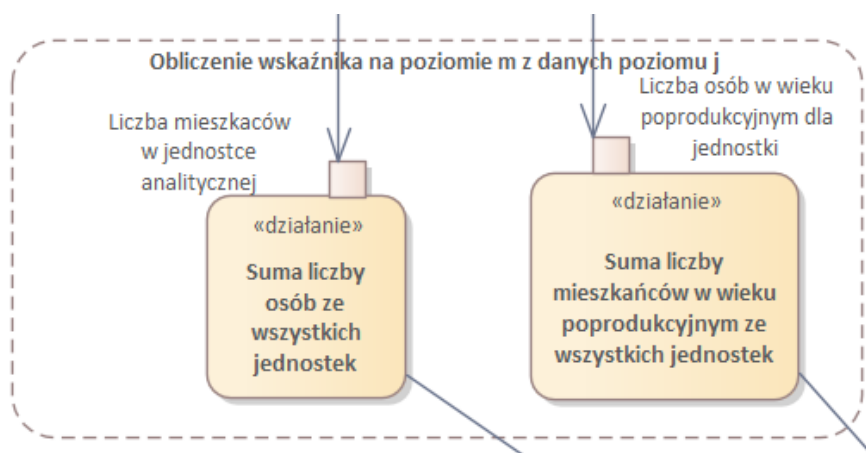 Obliczenie wskaźnika na poziomie m z danych poziomu j
Liczba mieszkaców
w jednostce
analitycznej
Liczba osób w wieku
poprodukcyjnym dla
jednostki
«działanie»
Suma liczby
osób ze
wszystkich
jednostek
«działanie»
Suma liczby
mieszkańców w wieku
poprodukcyjnym ze
wszystkich jednostek